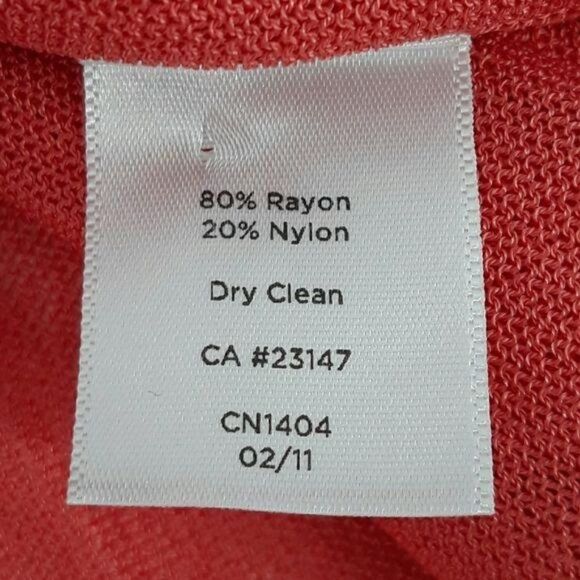 80% Rayon
20% Nylon
Dry Clean
CA #23147
CN1404
02/11